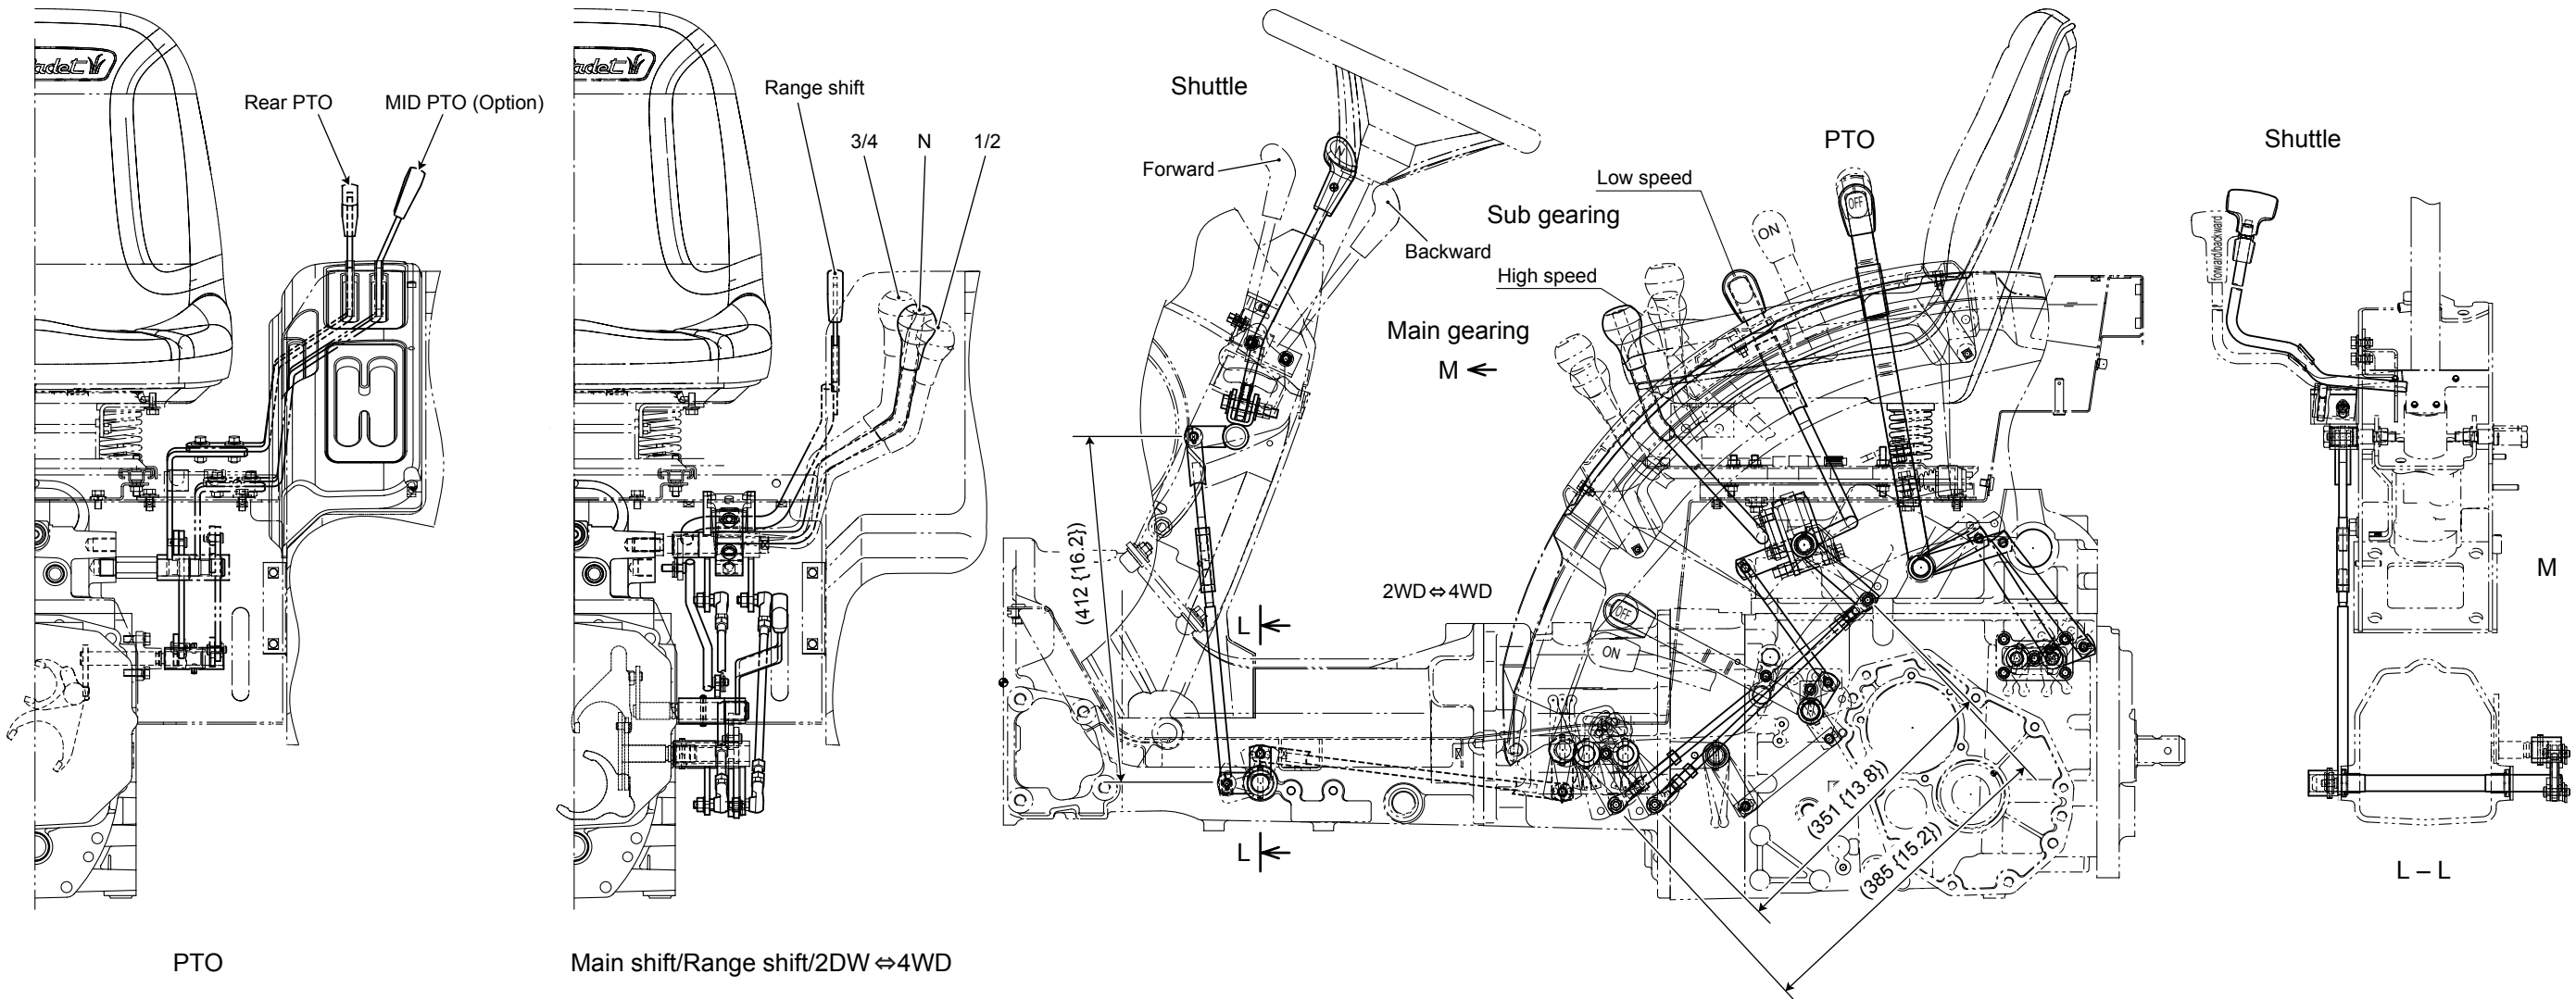 adet
Rear PTO
MID PTO (Option)
PTO
adet
Range shift
3/4
N
1/2
Main shift/Range shift/2DW ⇔4WD
Shuttle
Forward
N
Backward
Sub gearing
Low speed
High speed
Main gearing
M
PTO
OFF
ON
2WD⇔4WD
OFF
ON
(412 {16.2})
L
L
(351 {13.8})
(385 {15.2})
Shuttle
forward/backward
M
L – L